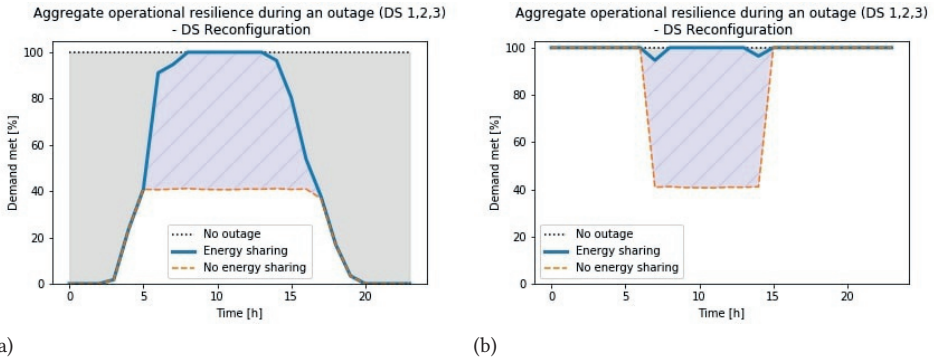 Aggregate operational resilience during an outage (DS 1,2,3)
- DS Reconfiguration
100
80
60
40
20
0
Demand met [%]
No outage
Energy sharing
No energy sharing
0 5 10 15 20
Time [h]
a)
Aggregate operational resilience during an outage (DS 1,2,3)
- DS Reconfiguration
100
80
60
40
20
0
Demand met [%]
No outage
Energy sharing
No energy sharing
0 5 10 15 20
Time [h]
(b)